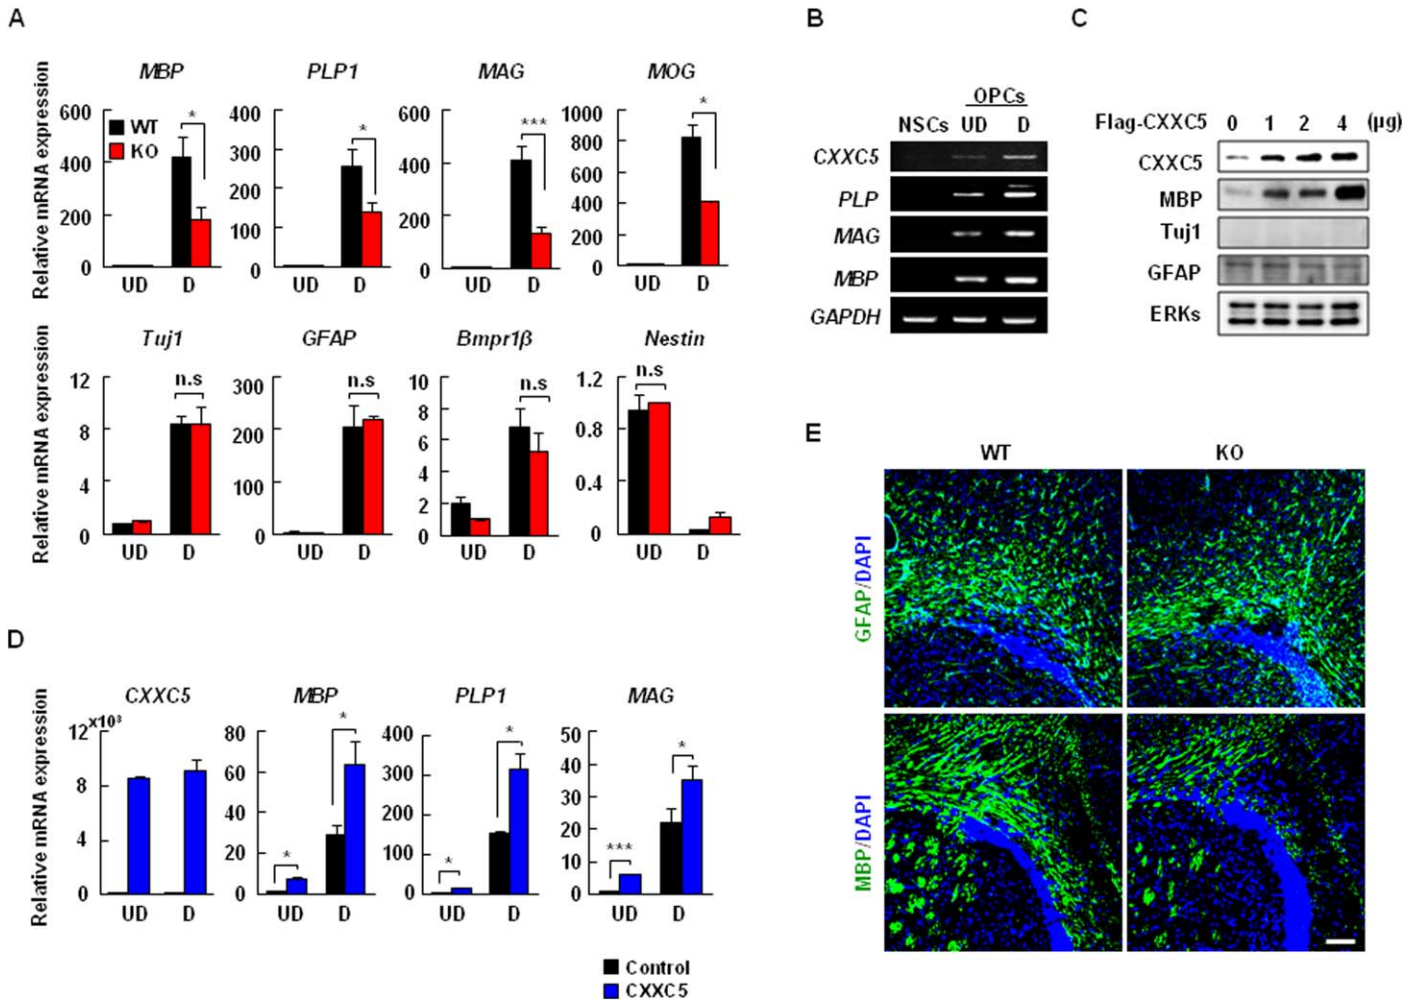 A
Relative mRNA expression
MBP
600
400
200
0
WT
KO
*
UD D
PLP1
400
300
200
100
0
*
UD D
MAG
600
400
200
0
***
UD D
MOG
1000
800
600
400
200
0
*
UD D
Relative mRNA expression
Tuj1
12
8
4
0
n.s
UD D
GFAP
300
200
100
0
n.s
UD D
Bmpr1β
10
8
6
4
2
0
n.s
UD D
Nestin
1.2
0.8
0.4
0
n.s
UD D
B
OPCs
NSCs UD D
CXXC5
PLP
MAG
MBP
GAPDH
C
Flag-CXXC5 0 1 2 4 (µg)
CXXC5
MBP
Tuj1
GFAP
ERKs
D
Relative mRNA expression
CXXC5
×10³
12
8
4
0
UD D
MBP
80
60
40
20
0
*
*
UD D
PLP1
400
300
200
100
0
*
*
UD D
MAG
50
40
30
20
10
0
***
*
UD D
Control
CXXC5
E
WT KO
GFAP/DAPI
MBP/DAPI